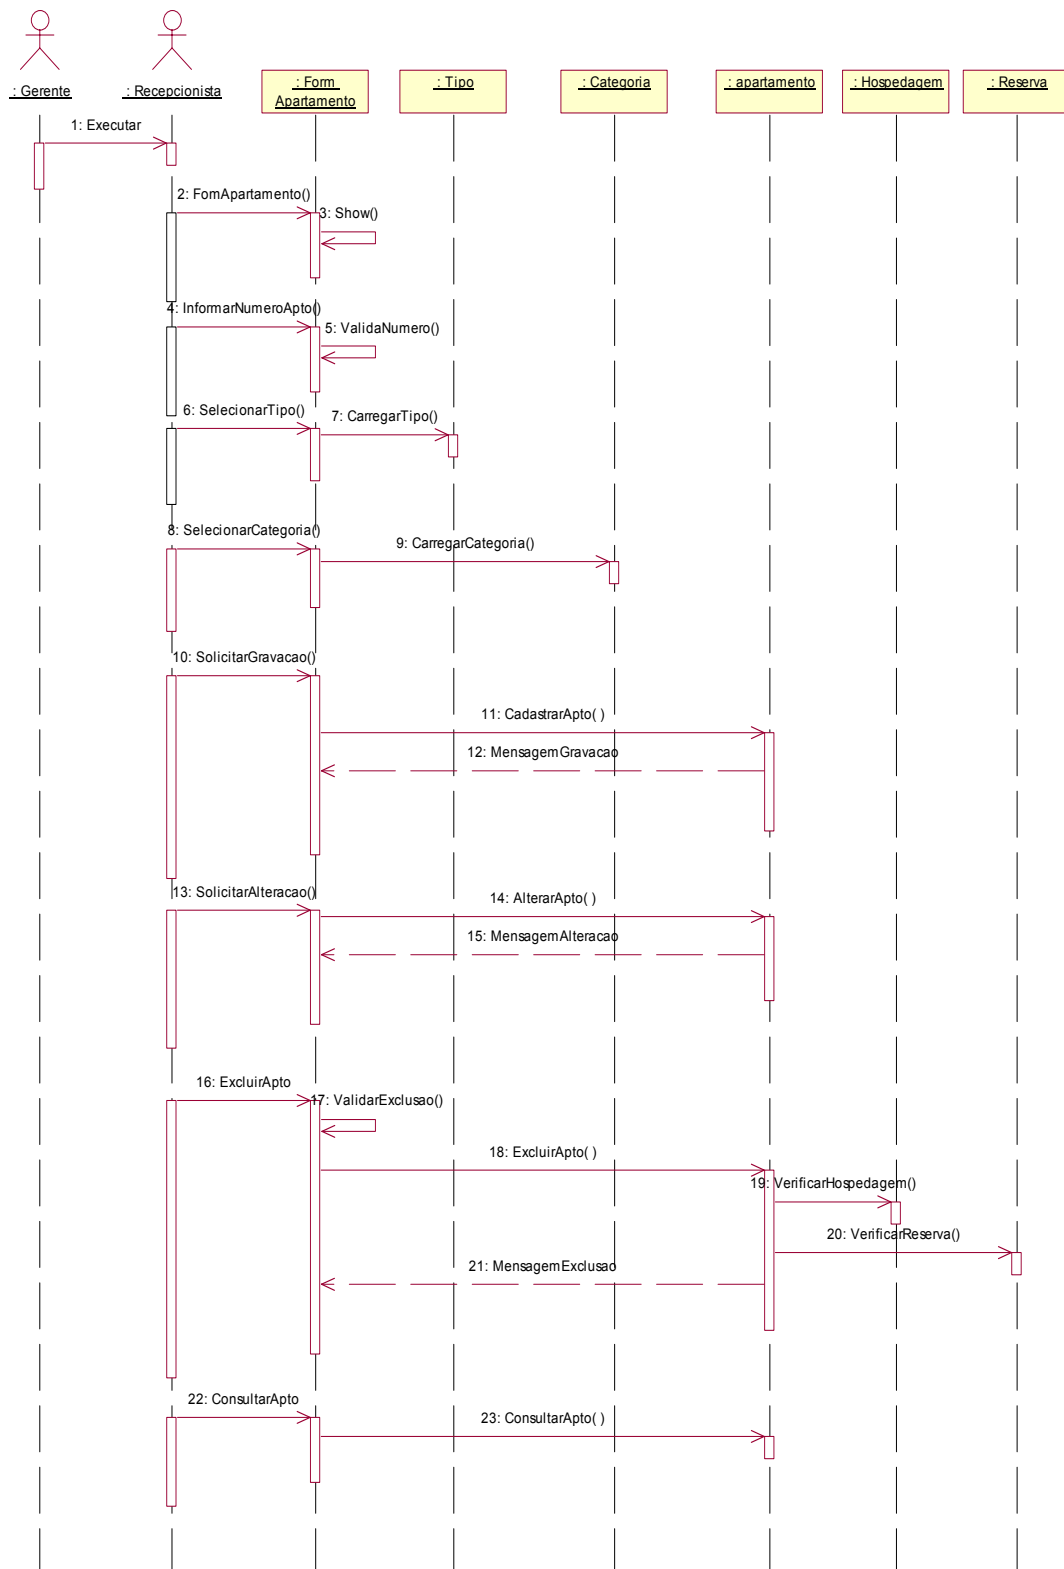 : Gerente
: Recepcionista
: Form
Apartamento
: Tipo
: Categoria
: apartamento
: Hospedagem
: Reserva
1: Executar
2: FomApartamento()
3: Show()
4: InformarNumeroApto()
5: ValidaNumero()
6: SelecionarTipo()
7: CarregarTipo()
8: SelecionarCategoria()
9: CarregarCategoria()
10: SolicitarGravacao()
11: CadastrarApto( )
12: MensagemGravacao
13: SolicitarAlteracao()
14: AlterarApto( )
15: MensagemAlteracao
16: ExcluirApto
17: ValidarExclusao()
18: ExcluirApto( )
19: VerificarHospedagem()
20: VerificarReserva()
21: MensagemExclusao
22: ConsultarApto
23: ConsultarApto( )